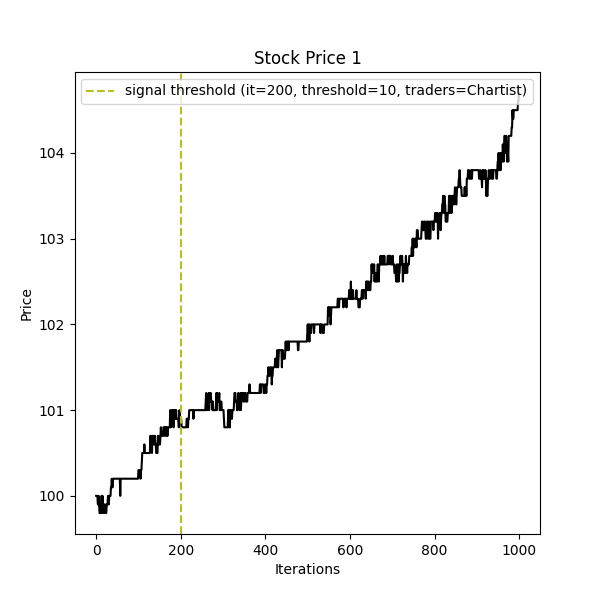 Stock Price 1
signal threshold (it=200, threshold=10, traders=Chartist)
104
103
102
101
100
Price
0 200 400 600 800 1000
Iterations